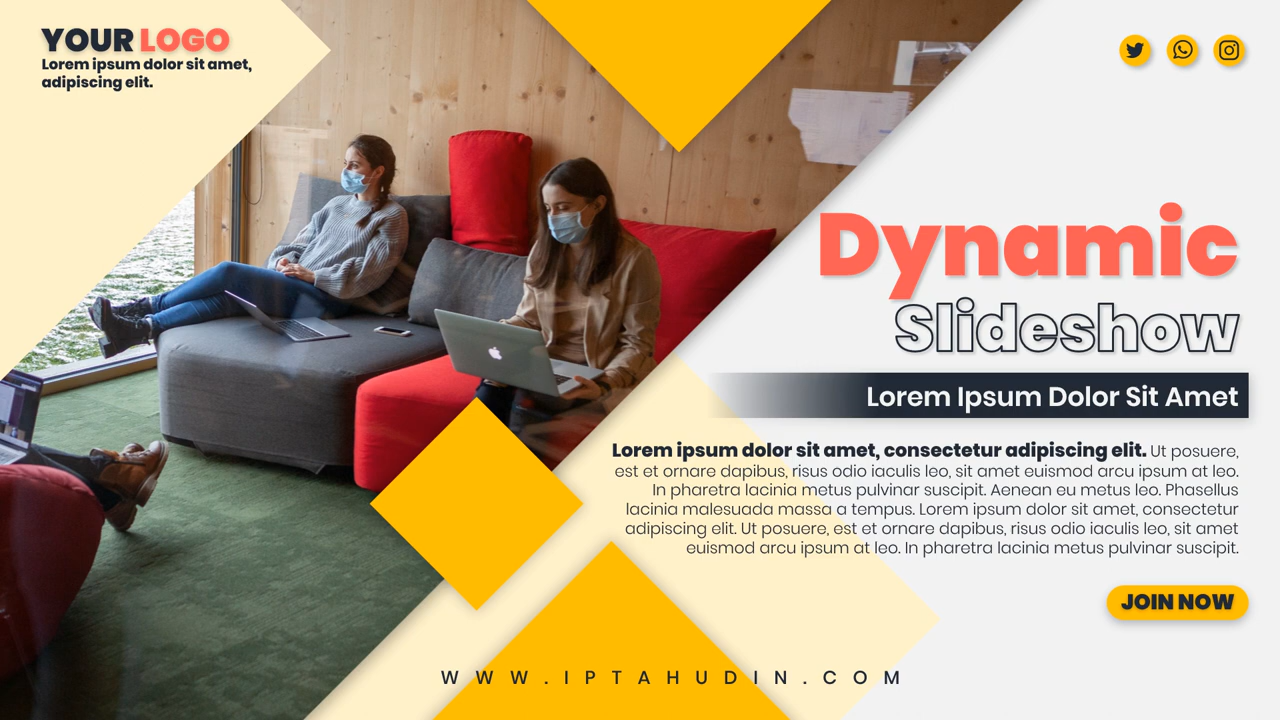 YOUR LOGO
Lorem ipsum dolor sit amet,
adipiscing elit.
Dynamic
Slideshow
Lorem Ipsum Dolor Sit Amet
Lorem ipsum dolor sit amet, consectetur adipiscing elit. Ut posuere,
est et ornare dapibus, risus odio iaculis leo, sit amet euismod arcu ipsum at leo.
In pharetra lacinia metus pulvinar suscipit. Aenean eu metus leo. Phasellus
lacinia malesuada massa a tempus. Lorem ipsum dolor sit amet, consectetur
adipiscing elit. Ut posuere, est et ornare dapibus, risus odio iaculis leo, sit amet
euismod arcu ipsum at leo. In pharetra lacinia metus pulvinar suscipit.
JOIN NOW
WWW.IPTAHUDIN.COM